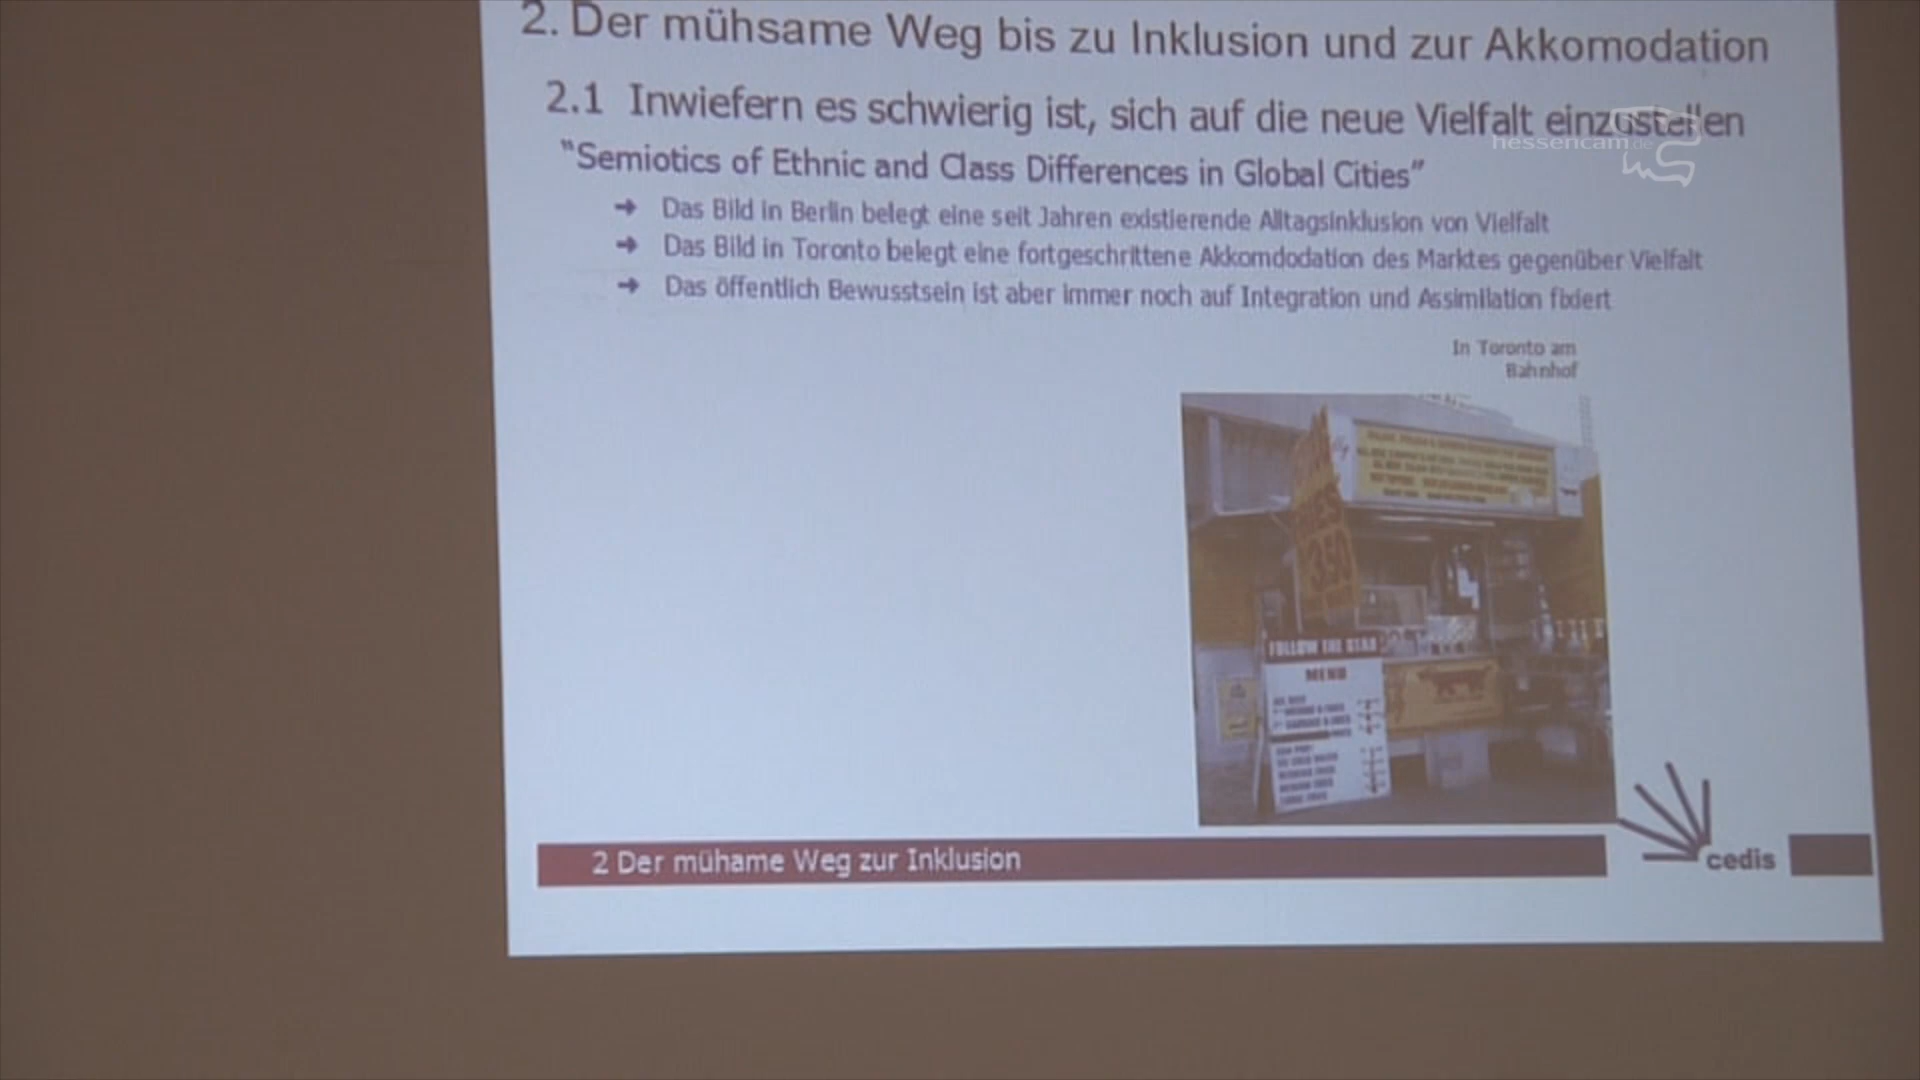 2. Der mühsame Weg bis zu Inklusion und zur Akkomodation
2.1 Inwiefern es schwierig ist, sich auf die neue Vielfalt einzustellen
hessencam.de
"Semiotics of Ethnic and Class Differences in Global Cities"
➔ Das Bild in Berlin belegt eine seit Jahren existierende Alltagsinklusion von Vielfalt
➔ Das Bild in Toronto belegt eine fortgeschrittene Akkomdodation des Marktes gegenüber Vielfalt
➔ Das öffentlich Bewusstsein ist aber immer noch auf Integration und Assimilation fixiert
In Toronto am
Bahnhof
3.50
FOLLOW THE STAR
MENU
2 Der mühame Weg zur Inklusion
cedis